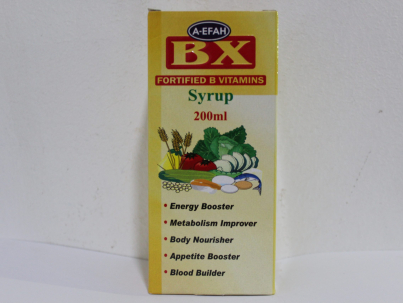 A-EFAH
BX
FORTIFIED B VITAMINS
Syrup
200ml
• Energy Booster
• Metabolism Improver
• Body Nourisher
• Appetite Booster
• Blood Builder